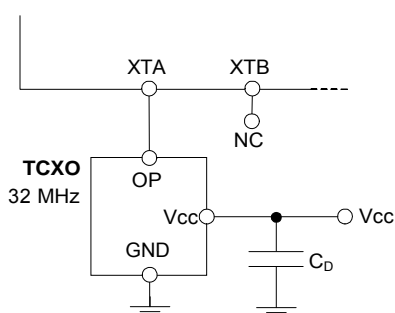 XTA XTB
NC
TCXO
32 MHz
OP
Vcc Vcc
GND
CD